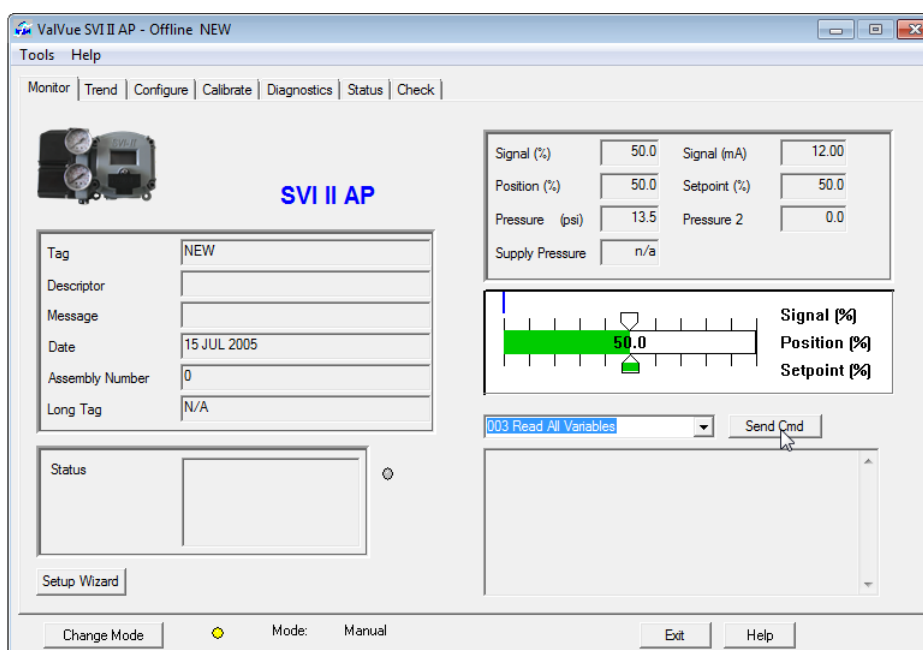 ValVue SVI II AP - Offline NEW
Tools Help
Monitor Trend Configure Calibrate Diagnostics Status Check
SVI II AP
Signal (%) 50.0 Signal (mA) 12.00
Position (%) 50.0 Setpoint (%) 50.0
Pressure (psi) 13.5 Pressure 2 0.0
Supply Pressure n/a
Tag NEW
Descriptor
Message
Date 15 JUL 2005
Assembly Number 0
Long Tag N/A
Signal (%)
50.0 Position (%)
Setpoint (%)
003 Read All Variables Send Cmd
Status
Setup Wizard
Change Mode Mode: Manual Exit Help